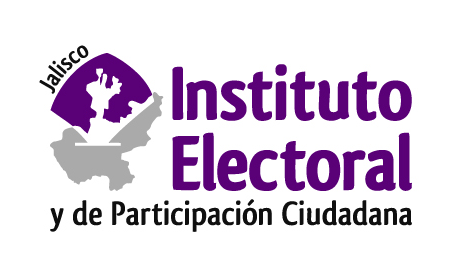 Jalisco
Instituto
Electoral
y de Participación Ciudadana